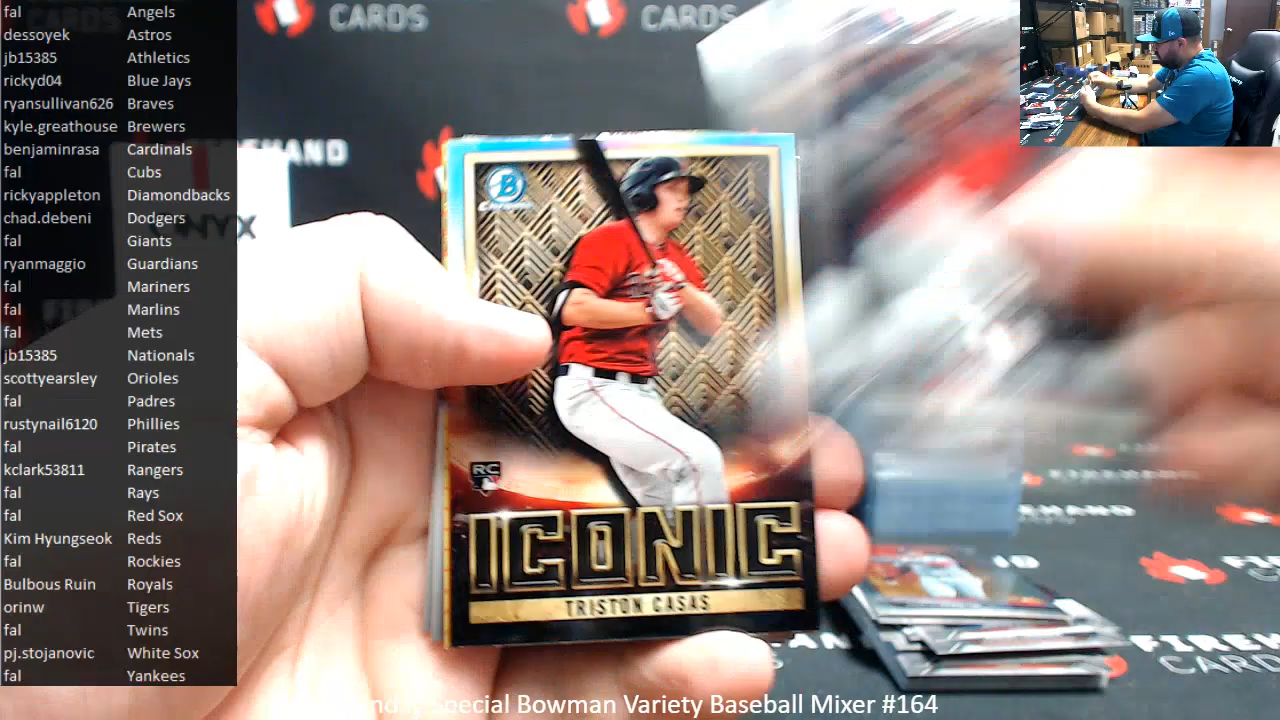 fal Angels
dessoyek Astros
jb15385 Athletics
rickyd04 Blue Jays
ryansullivan626 Braves
kyle.greathouse Brewers
benjaminrasa Cardinals
fal Cubs
rickyappleton Diamondbacks
chad.debeni Dodgers
fal Giants
ryanmaggio Guardians
fal Mariners
fal Marlins
fal Mets
jb15385 Nationals
scottyearsley Orioles
fal Padres
rustynail6120 Phillies
fal Pirates
kclark53811 Rangers
fal Rays
fal Red Sox
Kim Hyungseok Reds
fal Rockies
Bulbous Ruin Royals
orinw Tigers
fal Twins
pj.stojanovic White Sox
fal Yankees
CARDS
CARDS
B
Chrome
RC
ICONIC
TRISTON CASAS
CARDS
Special Bowman Variety Baseball Mixer #164